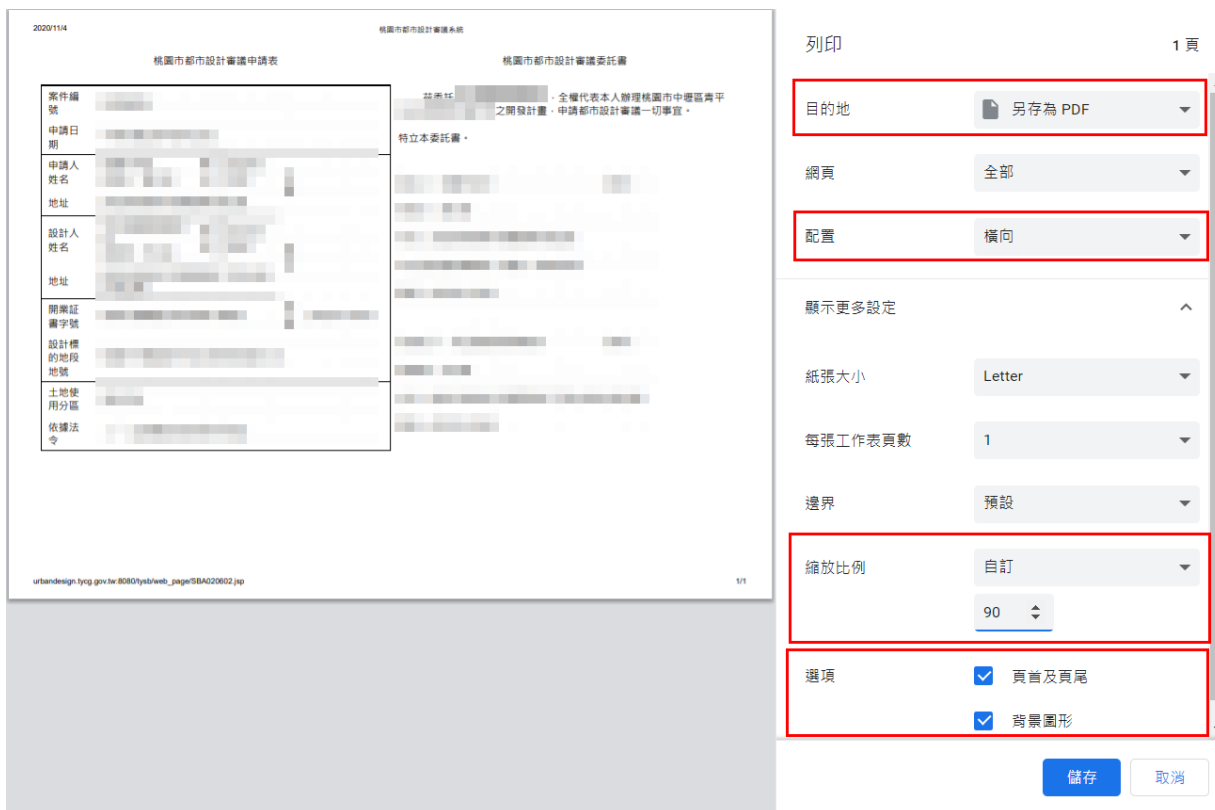 2020/11/4
桃園市都市設計審議系統
桃園市都市設計審議申請表
案件編
號
申請日
期
申請人
姓名
地址
設計人
姓名
地址
開業証
書字號
設計標
的地段
地號
土地使
用分區
依據法
令
桃園市都市設計審議委託書
茲委託
，全權代表本人辦理桃園市中壢區青平
之開發計畫，申請都市設計審議一切事宜。
特立本委託書。
urbandesign.tycg.gov.tw:8080/tysb/web_page/SBA020602.jsp
1/1
列印
1 頁
目的地
另存為 PDF
網頁
全部
配置
橫向
顯示更多設定
紙張大小
Letter
每張工作表頁數
1
邊界
預設
縮放比例
自訂
90
選項
頁首及頁尾
背景圖形
儲存
取消